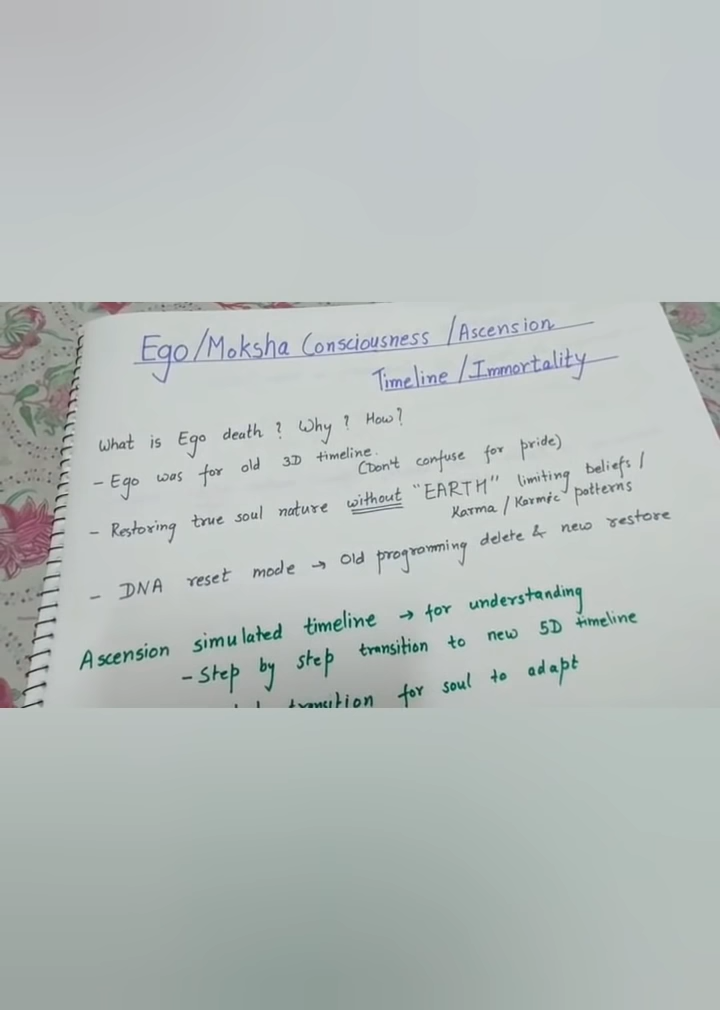 Ego/Moksha Consciousness /Ascension
Timeline /Immortality
What is Ego death ? Why ? How?
- Ego was for old 3D timeline.
(Don't confuse for pride)
- Restoring true soul nature without "EARTH" limiting beliefs /
Karma / Karmic patterns
- DNA reset mode → Old programming delete & new restore
Ascension simulated timeline → for understanding
- Step by step transition to new 5D timeline
transition for soul to adapt